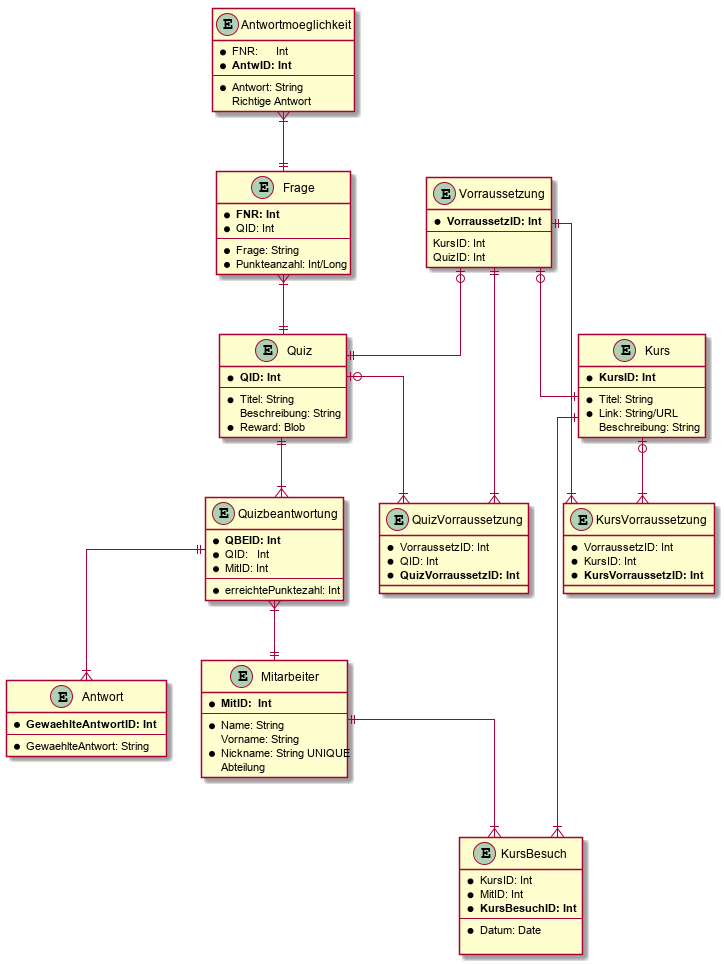 E Antwortmoeglichkeit
FNR: Int
AntwID: Int
Antwort: String
Richtige Antwort
E Frage
FNR: Int
QID: Int
Frage: String
Punkteanzahl: Int/Long
E Vorraussetzung
VorraussetzID: Int
KursID: Int
QuizID: Int
E Quiz
QID: Int
Titel: String
Beschreibung: String
Reward: Blob
E Kurs
KursID: Int
Titel: String
Link: String/URL
Beschreibung: String
E Quizbeantwortung
QBEID: Int
QID: Int
MitID: Int
erreichtePunktezahl: Int
E QuizVorraussetzung
VorraussetzID: Int
QID: Int
QuizVorraussetzID: Int
E KursVorraussetzung
VorraussetzID: Int
KursID: Int
KursVorraussetzID: Int
E Antwort
GewaehlteAntwortID: Int
GewaehlteAntwort: String
E Mitarbeiter
MitID: Int
Name: String
Vorname: String
Nickname: String UNIQUE
Abteilung
E KursBesuch
KursID: Int
MitID: Int
KursBesuchID: Int
Datum: Date